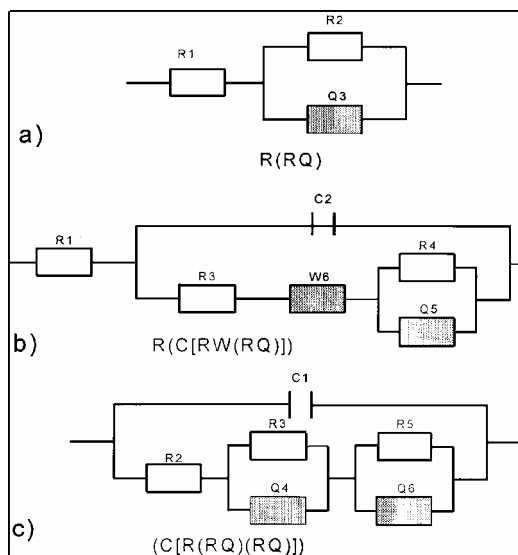 R1
R2
Q3
a)
R(RQ)
C2
R1
R3
W6
R4
Q5
b)
R(C[RW(RQ)])
C1
R2
R3
Q4
R5
Q6
c)
(C[R(RQ)(RQ)])